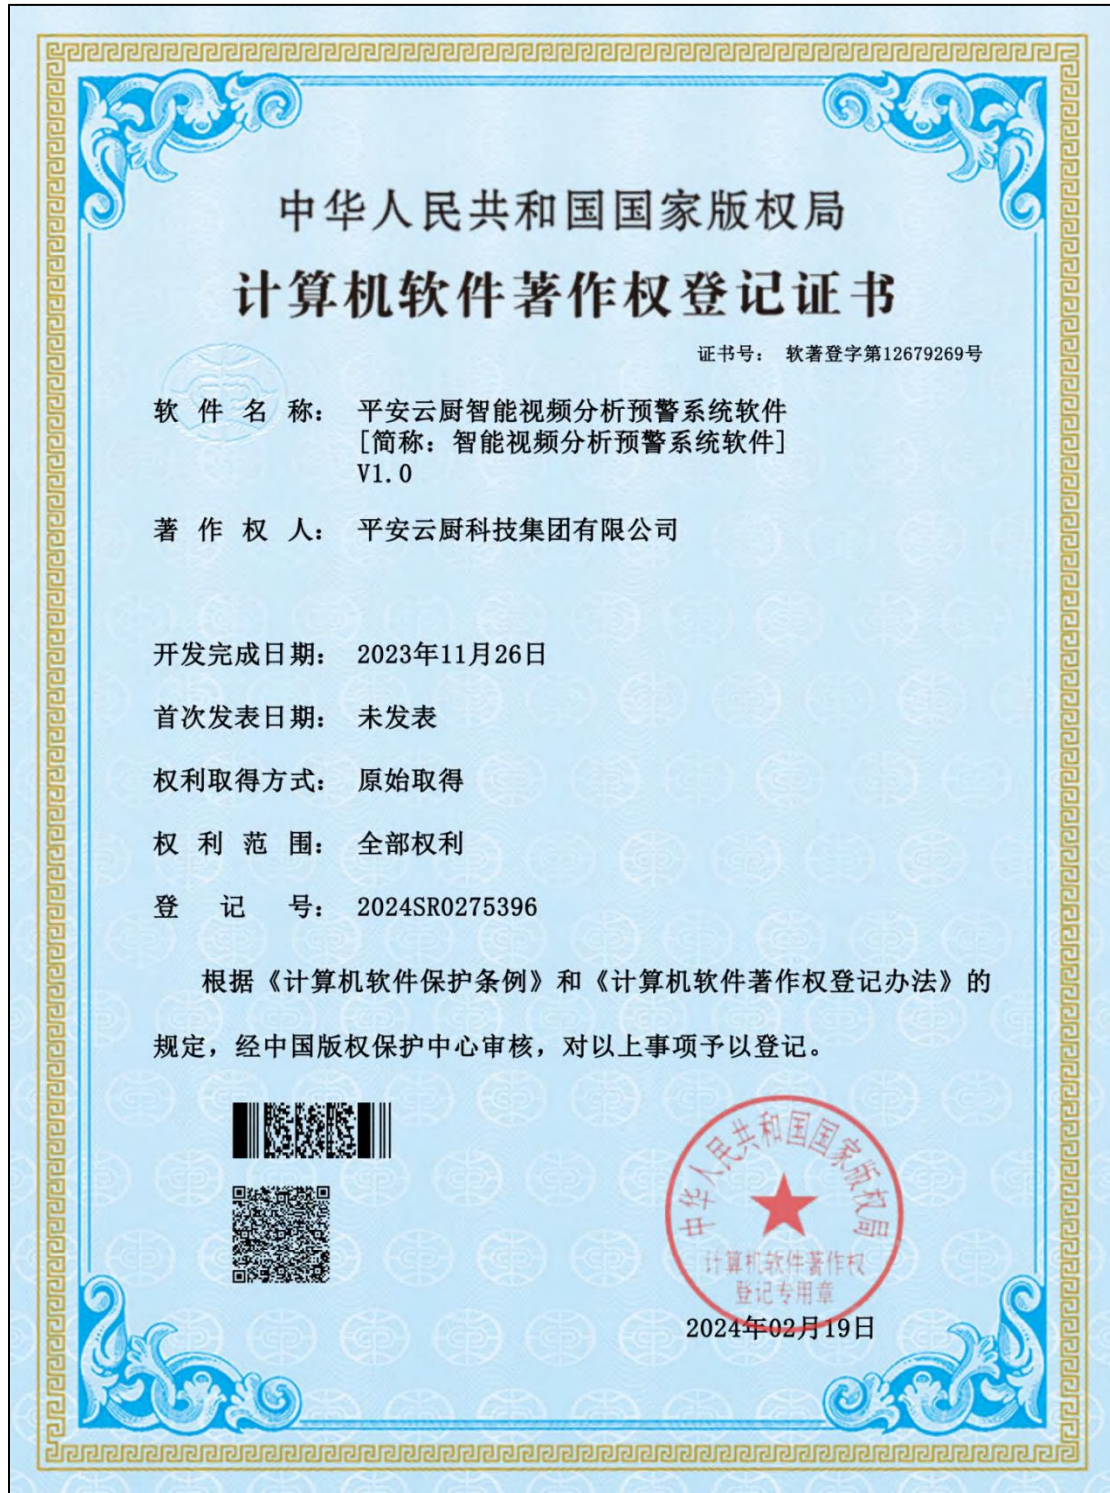 中华人民共和国国家版权局
计算机软件著作权登记证书
证书号： 软著登字第12679269号
软件名称： 平安云厨智能视频分析预警系统软件
[简称：智能视频分析预警系统软件]
V1.0
著作权人： 平安云厨科技集团有限公司
开发完成日期： 2023年11月26日
首次发表日期： 未发表
权利取得方式： 原始取得
权利范围： 全部权利
登记号： 2024SR0275396
根据《计算机软件保护条例》和《计算机软件著作权登记办法》的
规定，经中国版权保护中心审核，对以上事项予以登记。
中华人民共和国国家版权局
计算机软件著作权
登记专用章
2024年02月19日